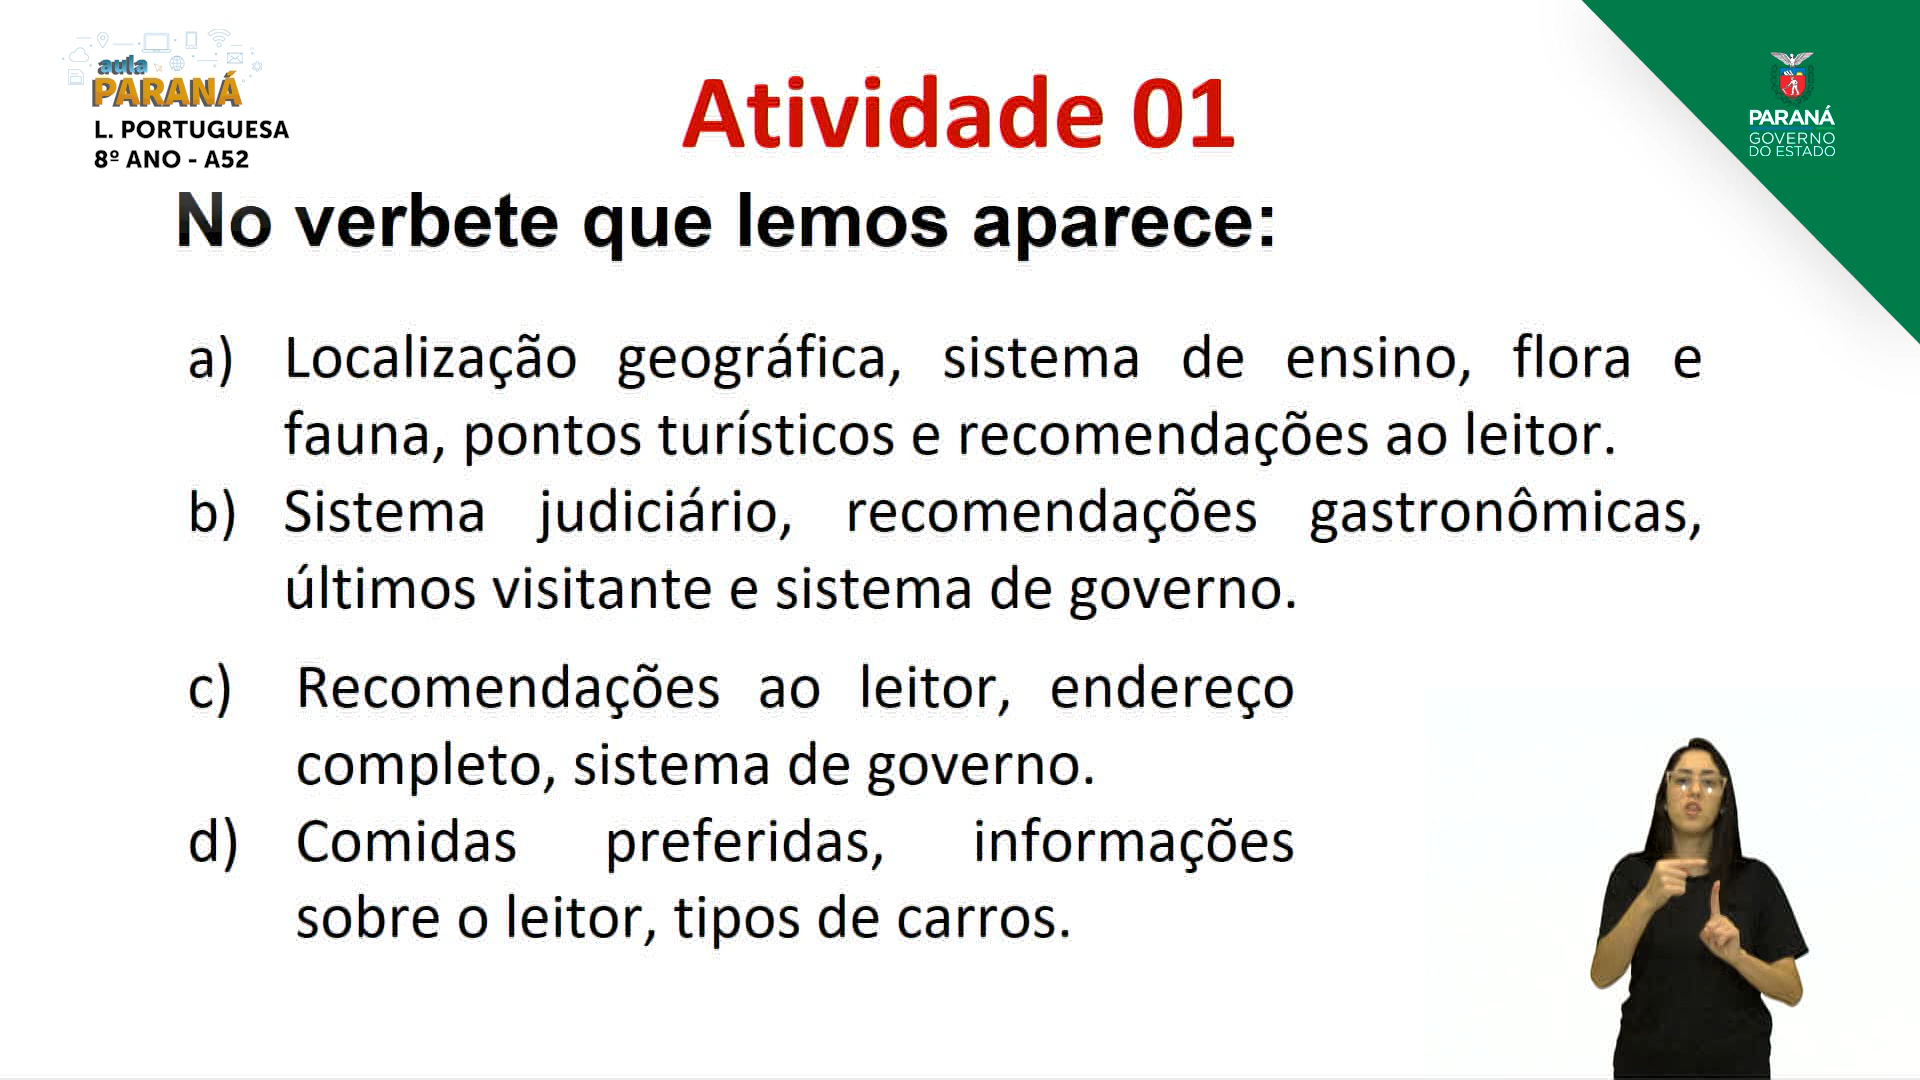 aula
PARANÁ
L. PORTUGUESA
8º ANO - A52
Atividade 01
PARANÁ
GOVERNO
DO ESTADO
No verbete que lemos aparece:
a) Localização geográfica, sistema de ensino, flora e
fauna, pontos turísticos e recomendações ao leitor.
b) Sistema judiciário, recomendações gastronômicas,
últimos visitante e sistema de governo.
c) Recomendações ao leitor, endereço
completo, sistema de governo.
d) Comidas preferidas, informações
sobre o leitor, tipos de carros.